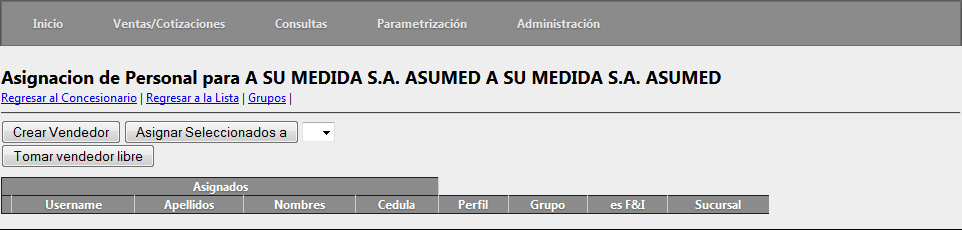 Inicio Ventas/Cotizaciones Consultas Parametrización Administración
Asignacion de Personal para A SU MEDIDA S.A. ASUMED A SU MEDIDA S.A. ASUMED
Regresar al Concesionario | Regresar a la Lista | Grupos |
Crear Vendedor Asignar Seleccionados a
Tomar vendedor libre
Asignados
Username Apellidos Nombres Cedula Perfil Grupo es F&I Sucursal